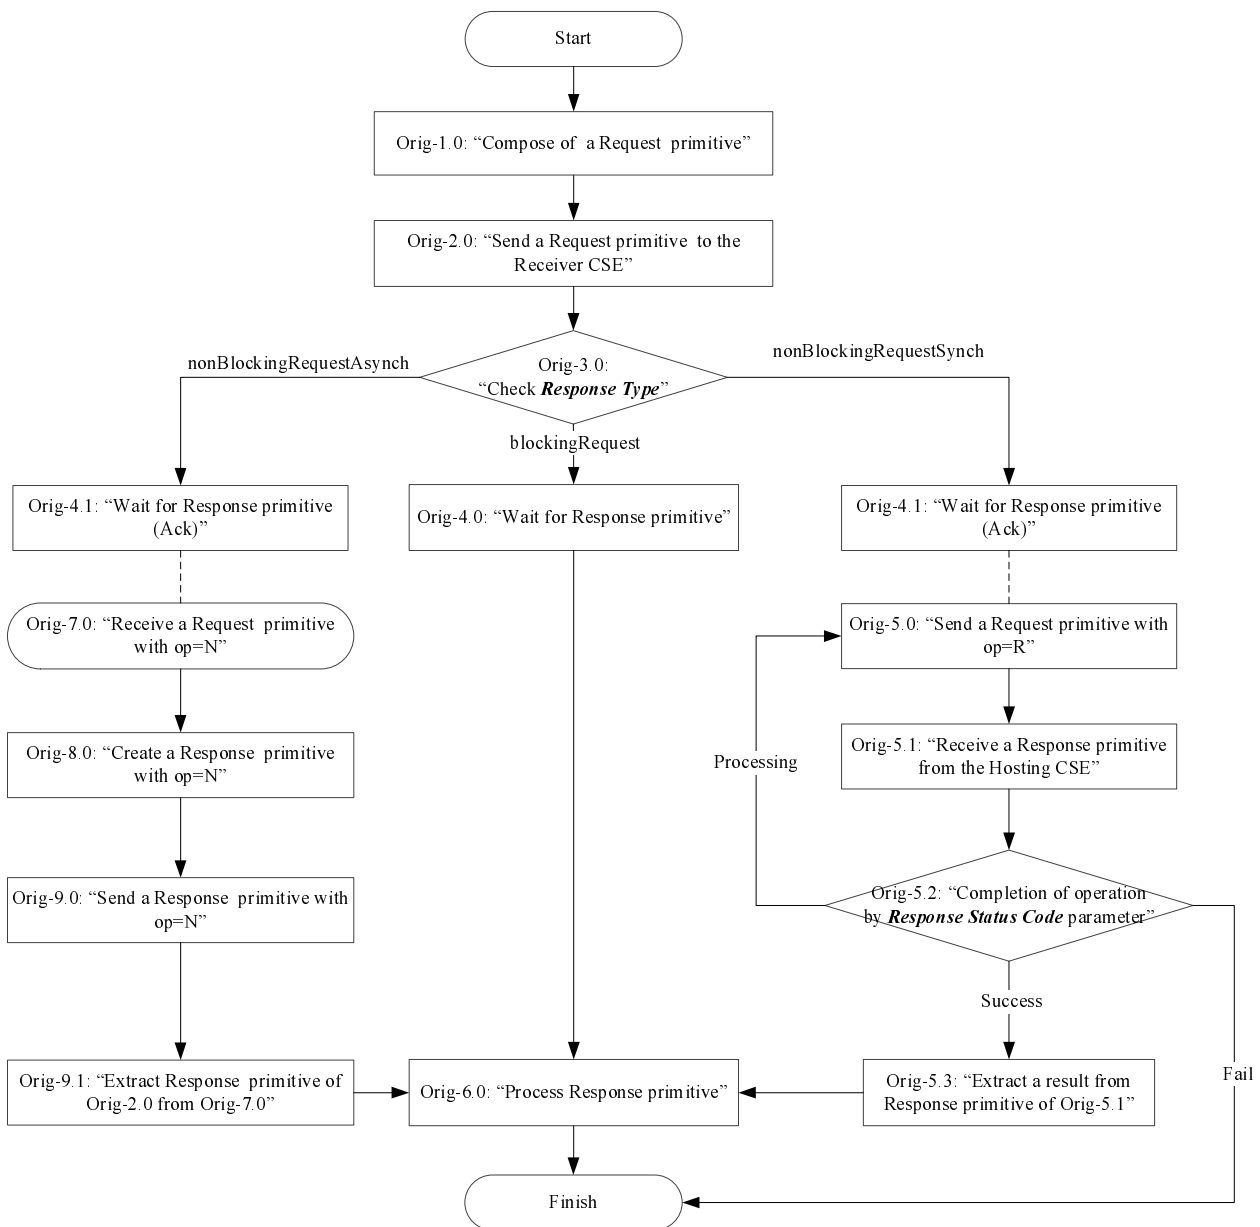 Start
Orig-1.0: “Compose of a Request primitive”
Orig-2.0: “Send a Request primitive to the
Receiver CSE”
nonBlockingRequestAsynch
nonBlockingRequestSynch
Orig-3.0:
“Check Response Type”
blockingRequest
Orig-4.1: “Wait for Response primitive
(Ack)”
Orig-4.0: “Wait for Response primitive”
Orig-4.1: “Wait for Response primitive
(Ack)”
Orig-7.0: “Receive a Request primitive
with op=N”
Orig-5.0: “Send a Request primitive with
op=R”
Orig-8.0: “Create a Response primitive
with op=N”
Processing
Orig-5.1: “Receive a Response primitive
from the Hosting CSE”
Orig-9.0: “Send a Response primitive with
op=N”
Orig-5.2: “Completion of operation
by Response Status Code parameter”
Success
Fail
Orig-9.1: “Extract Response primitive of
Orig-2.0 from Orig-7.0”
Orig-6.0: “Process Response primitive”
Orig-5.3: “Extract a result from
Response primitive of Orig-5.1”
Finish